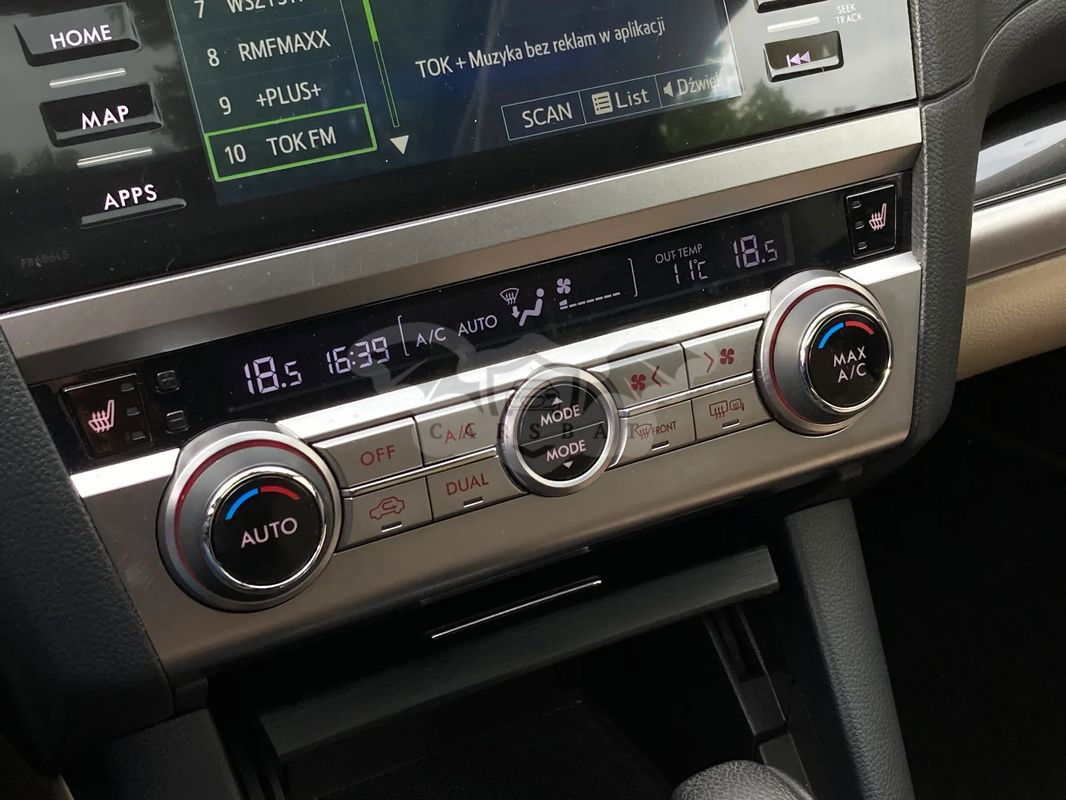 HOME
MAP
APPS
7
8 RMFMAXX
9 +PLUS+
10 TOK FM
TOK + Muzyka bez reklam w aplikacji
SCAN List
SEEK
TRACK
18.5 16:39 A/C AUTO
OUT TEMP
11°C 18.5
OFF A/C
DUAL
MODE
MODE
FRONT
AUTO
MAX
A/C